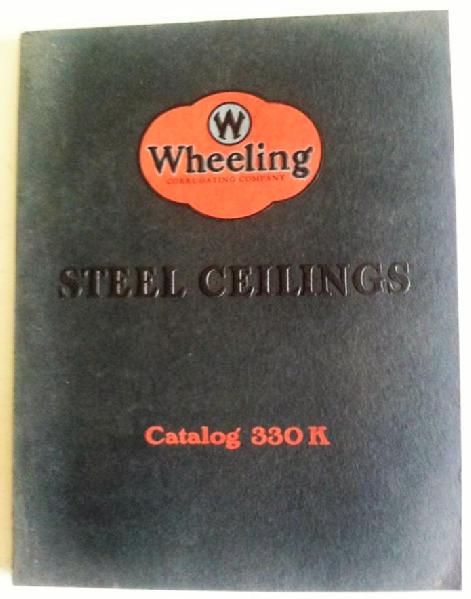 W
Wheeling
CORRUGATING COMPANY
STEEL CEILINGS
Catalog 330 K